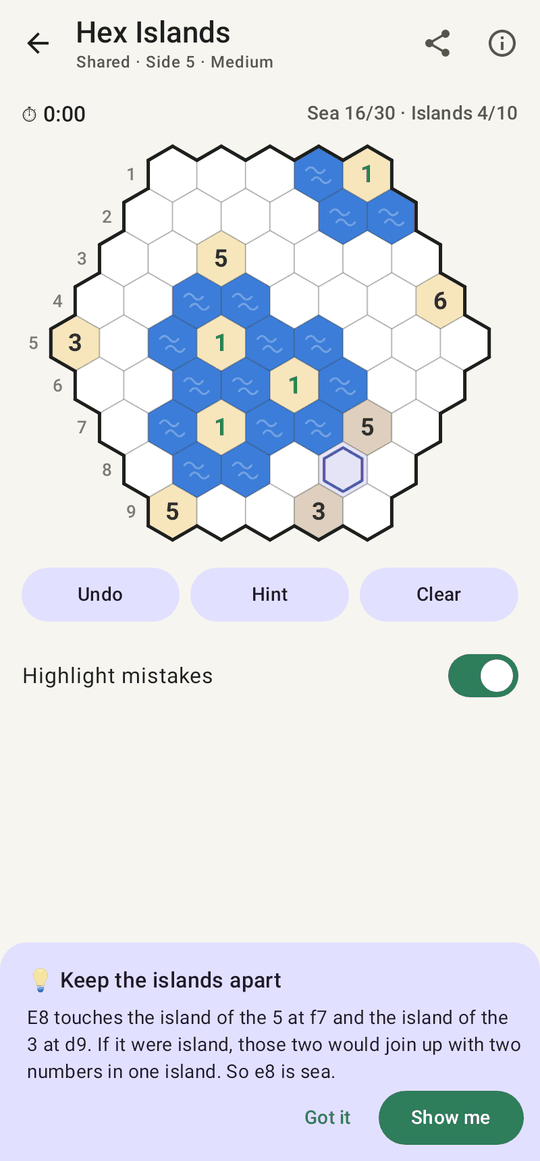 Hex Islands
Shared · Side 5 · Medium
⏱ 0:00
Sea 16/30 · Islands 4/10
1 1
2
3 5
4 6
5 3 1
6 1
7 1 5
8
9 5 3
Undo
Hint
Clear
Highlight mistakes
💡 Keep the islands apart
E8 touches the island of the 5 at f7 and the island of the
3 at d9. If it were island, those two would join up with two
numbers in one island. So e8 is sea.
Got it
Show me